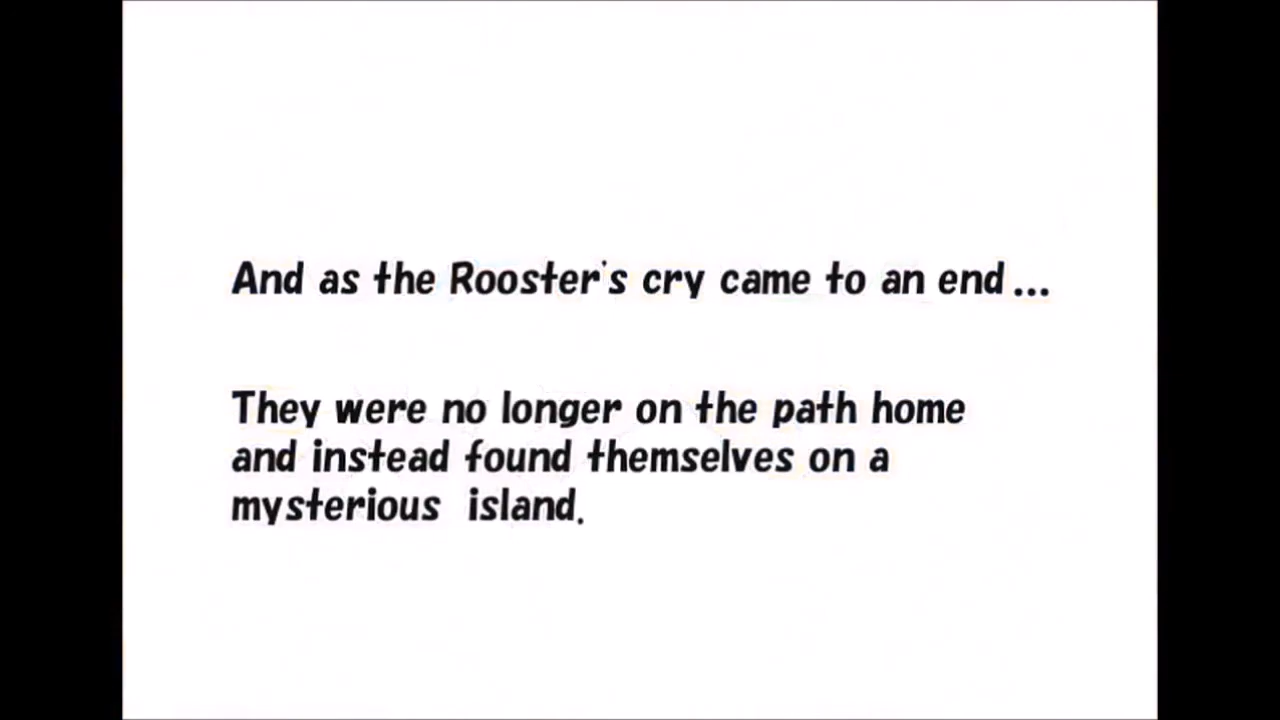 And as the Rooster's cry came to an end...
They were no longer on the path home
and instead found themselves on a
mysterious island.